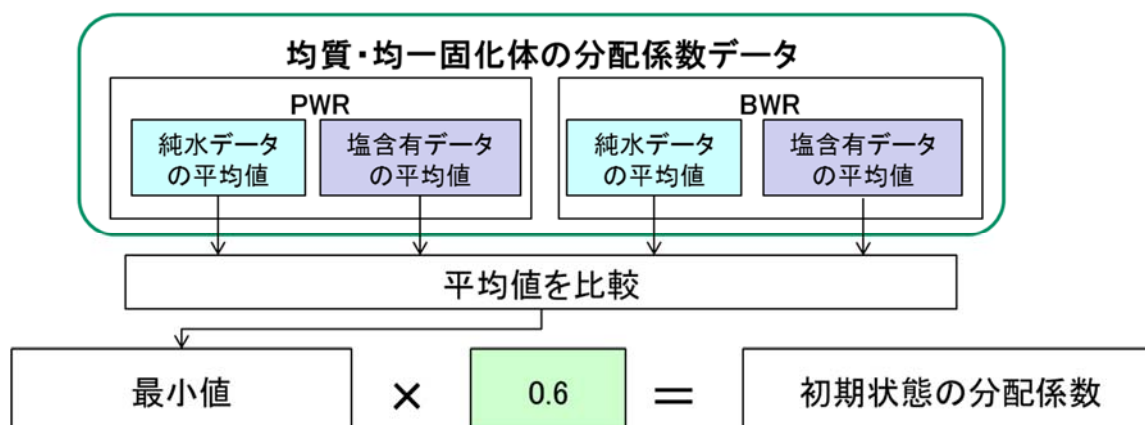 均質・均一固化体の分配係数データ
PWR
BWR
純水データ
の平均値
塩含有データ
の平均値
純水データ
の平均値
塩含有データ
の平均値
平均値を比較
最小値 × 0.6 = 初期状態の分配係数